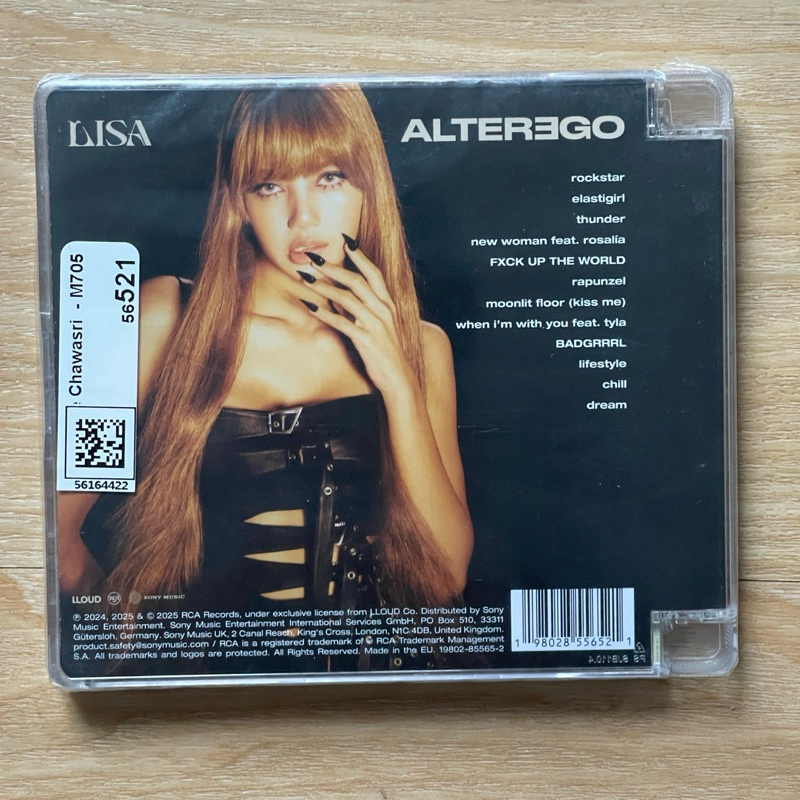 LISA
ALTEREGO
rockstar
elastigirl
thunder
new woman feat. rosalía
FXCK UP THE WORLD
rapunzel
moonlit floor (kiss me)
when i'm with you feat. tyla
BADGRRRL
lifestyle
chill
dream
Chawasri - M705
56521
56164422
LLOUD
SONY MUSIC
℗ 2024, 2025 & © 2025 RCA Records, under exclusive license from LLOUD Co. Distributed by Sony
Music Entertainment. Sony Music Entertainment International Services GmbH, PO Box 510, 33311
Gütersloh, Germany. Sony Music UK, 2 Canal Reach, King's Cross, London, N1C 4DB, United Kingdom.
product.safety@sonymusic.com / RCA is a registered trademark of RCA Trademark Management
S.A. All trademarks and logos are protected. All Rights Reserved. Made in the EU. 19802-85565-2
1 98028 55652 1